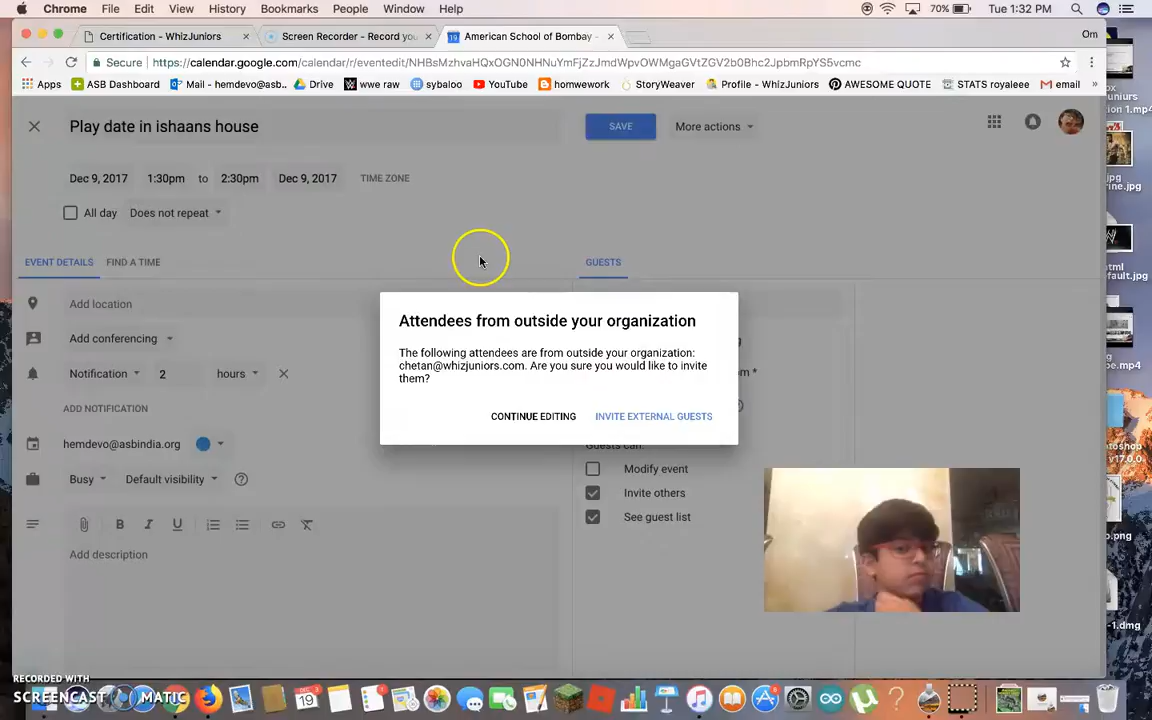 Chrome File Edit View History Bookmarks People Window Help 70% Tue 1:32 PM
Certification - WhizJuniors Screen Recorder - Record you 19 American School of Bombay - Om
Secure https://calendar.google.com/calendar/r/eventedit/NHBsMzhvaHQxOGN0NHNuYmFjZzJmdWpvOWMgaGVtZGV2b0Bhc2JpbmRpYS5vcmc
Apps ASB Dashboard Mail - hemdevo@asb.. Drive wwe raw sybaloo YouTube homwework StoryWeaver Profile - WhizJuniors AWESOME QUOTE STATS royaleee email »
Play date in ishaans house SAVE More actions
Dec 9, 2017 1:30pm to 2:30pm Dec 9, 2017 TIME ZONE
All day Does not repeat
EVENT DETAILS FIND A TIME GUESTS
Add location
Attendees from outside your organization
The following attendees are from outside your organization:
chetan@whizjuniors.com. Are you sure you would like to invite
them?
CONTINUE EDITING INVITE EXTERNAL GUESTS
Add conferencing
Notification 2 hours
om *
ADD NOTIFICATION
hemdevo@asbindia.org
Guests can:
Busy Default visibility
Modify event
Invite others
See guest list
B I U
Add description
RECORDED WITH
SCREENCAST MATIC